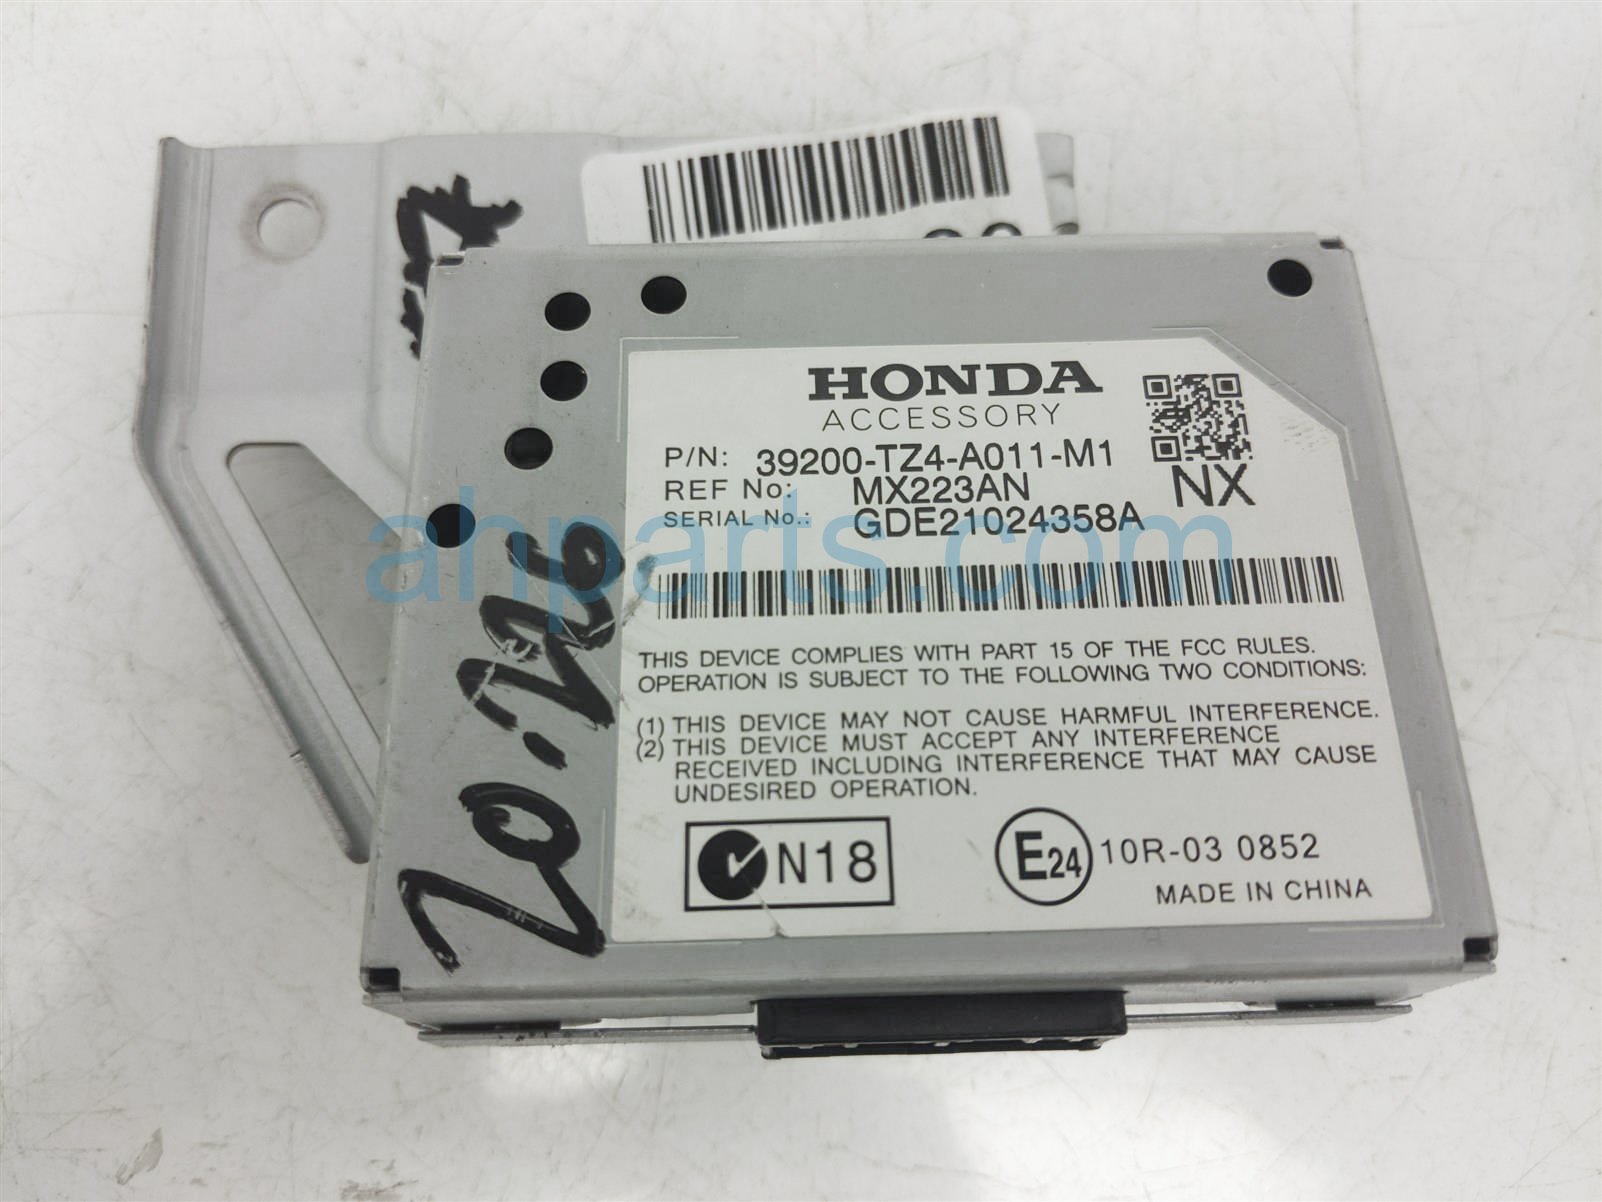 HONDA
ACCESSORY
P/N: 39200-TZ4-A011-M1
REF No: MX223AN
SERIAL No.: GDE21024358A
NX
ahparts.com
THIS DEVICE COMPLIES WITH PART 15 OF THE FCC RULES.
OPERATION IS SUBJECT TO THE FOLLOWING TWO CONDITIONS:
(1) THIS DEVICE MAY NOT CAUSE HARMFUL INTERFERENCE.
(2) THIS DEVICE MUST ACCEPT ANY INTERFERENCE
RECEIVED INCLUDING INTERFERENCE THAT MAY CAUSE
UNDESIRED OPERATION.
N18
E24 10R-03 0852
MADE IN CHINA